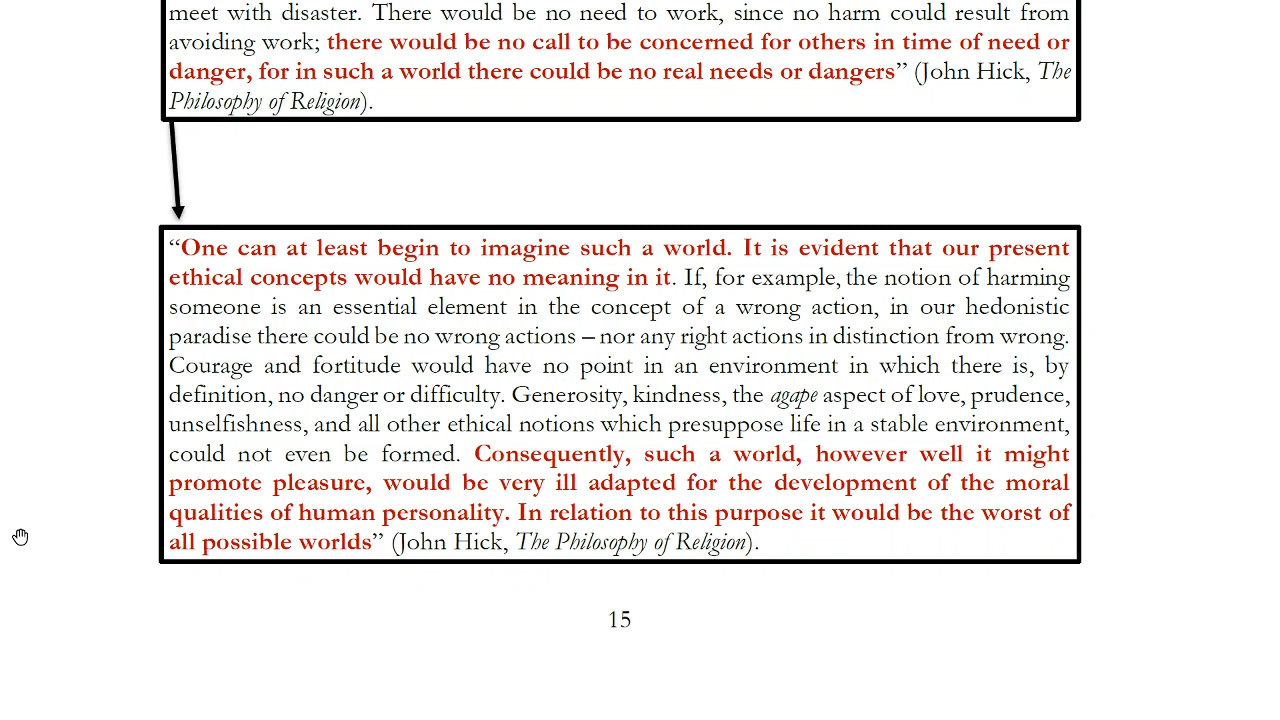 meet with disaster. There would be no need to work, since no harm could result from
avoiding work; there would be no call to be concerned for others in time of need or
danger, for in such a world there could be no real needs or dangers” (John Hick, The
Philosophy of Religion).
“One can at least begin to imagine such a world. It is evident that our present
ethical concepts would have no meaning in it. If, for example, the notion of harming
someone is an essential element in the concept of a wrong action, in our hedonistic
paradise there could be no wrong actions – nor any right actions in distinction from wrong.
Courage and fortitude would have no point in an environment in which there is, by
definition, no danger or difficulty. Generosity, kindness, the agape aspect of love, prudence,
unselfishness, and all other ethical notions which presuppose life in a stable environment,
could not even be formed. Consequently, such a world, however well it might
promote pleasure, would be very ill adapted for the development of the moral
qualities of human personality. In relation to this purpose it would be the worst of
all possible worlds” (John Hick, The Philosophy of Religion).
15